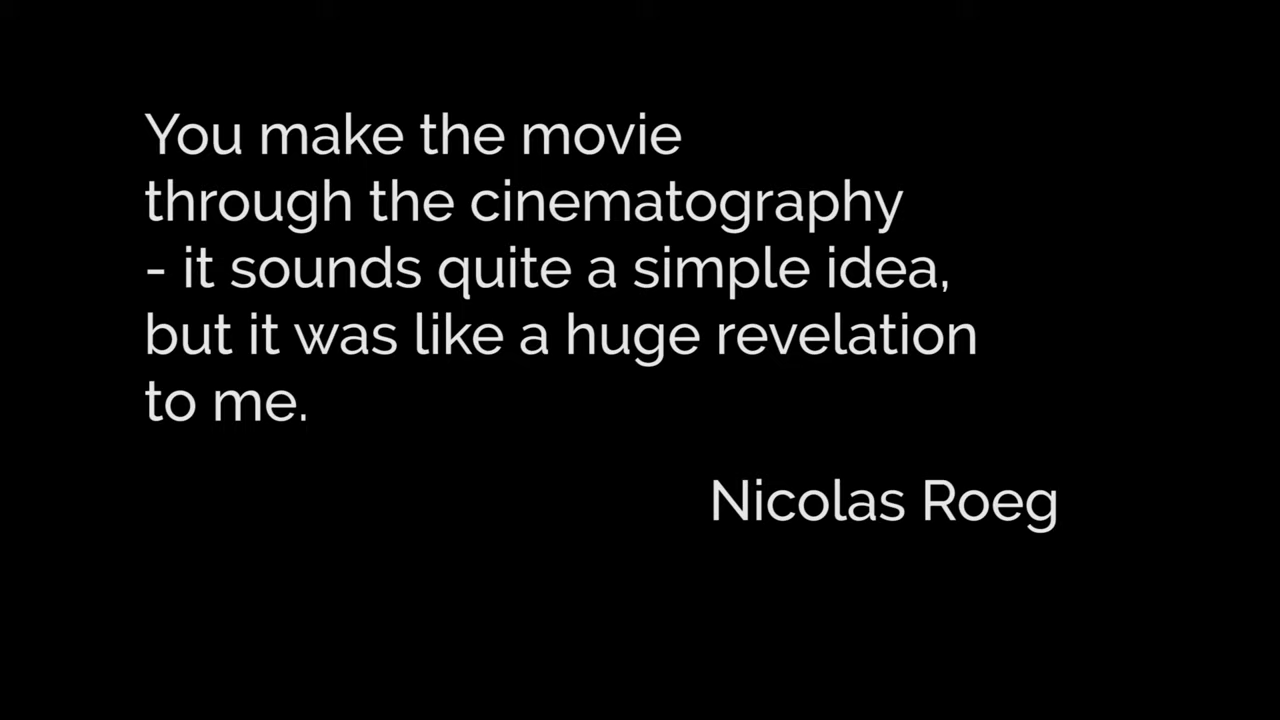 You make the movie
through the cinematography
- it sounds quite a simple idea,
but it was like a huge revelation
to me.
Nicolas Roeg